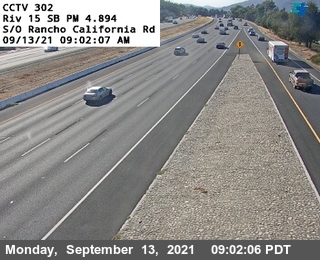 CCTV 302
Riv 15 SB PM 4.894
S/O Rancho California Rd
09/13/21 09:02:07 AM
Monday, September 13, 2021 09:02:06 PDT